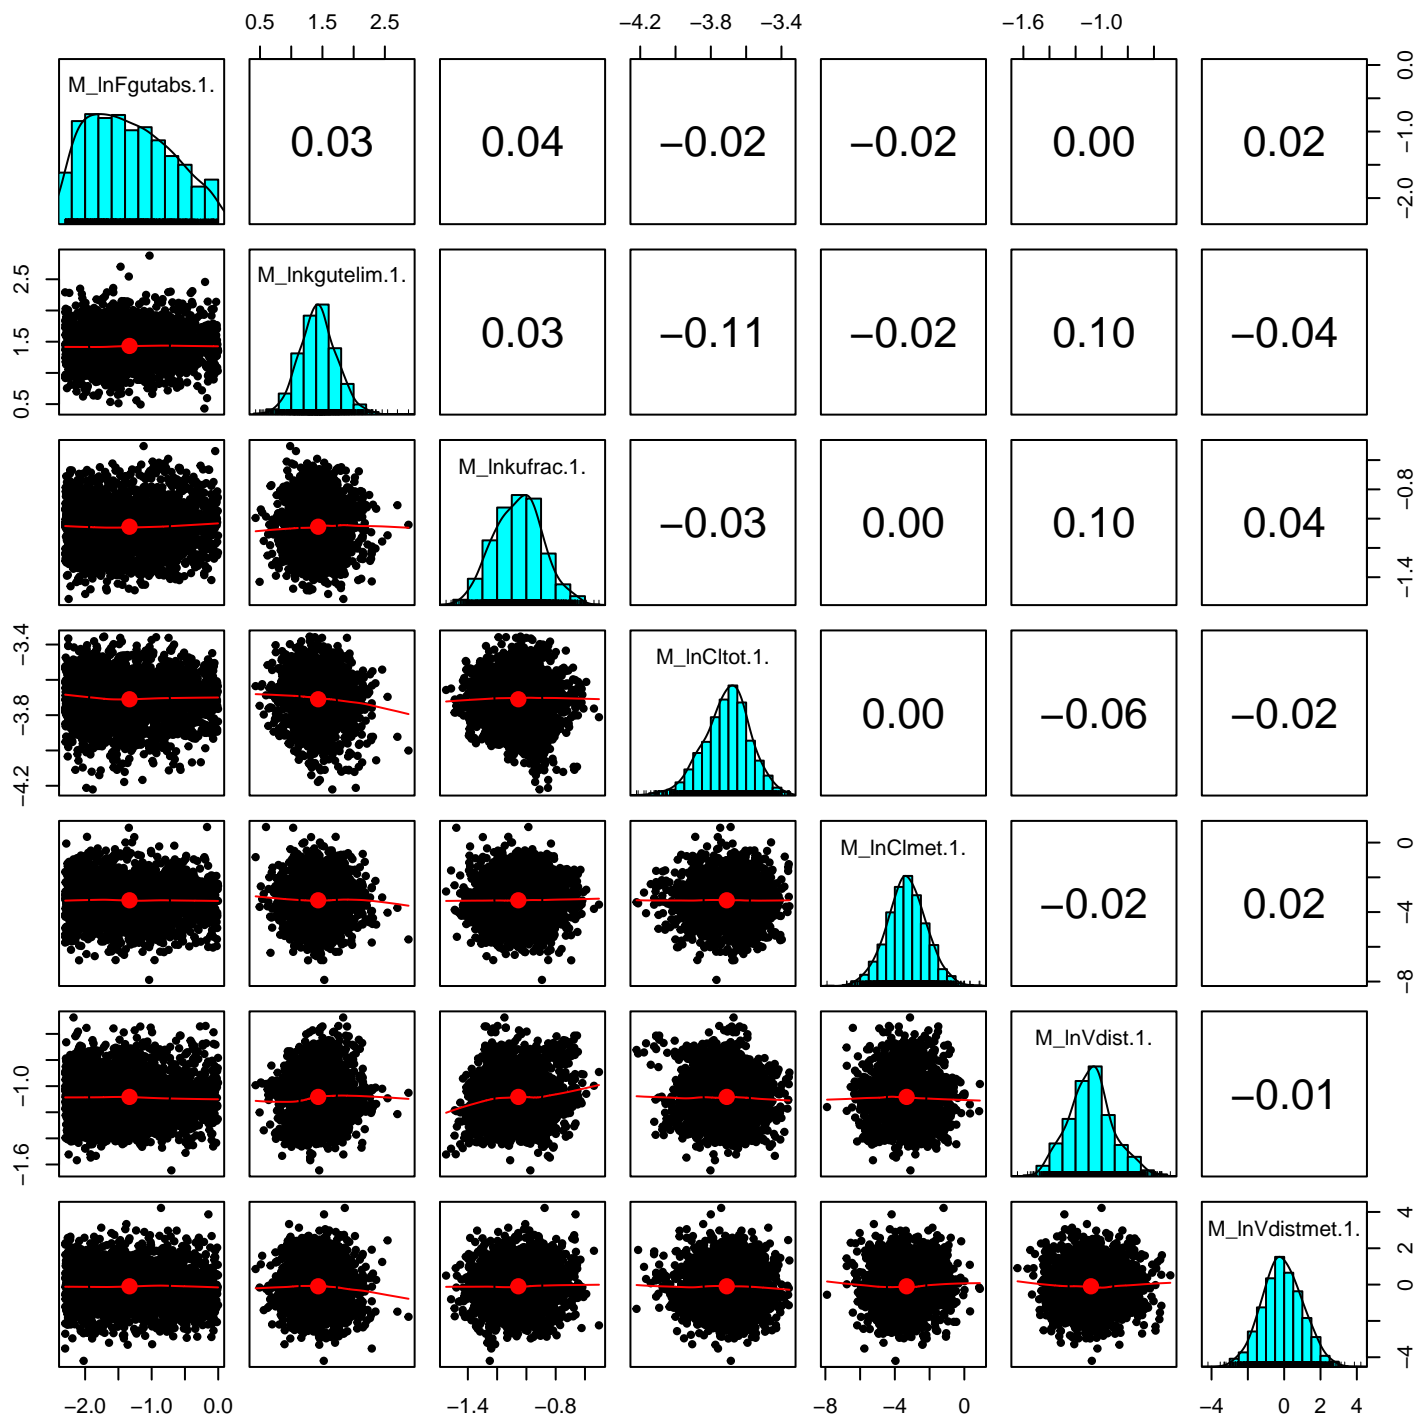 0.5 1.5 2.5 −4.2 −3.8 −3.4 −1.6 −1.0
M_lnFgutabs.1. 0.03 0.04 −0.02 −0.02 0.00 0.02 0.0 −1.0 −2.0
2.5 1.5 0.5 M_lnkgutelim.1. 0.03 −0.11 −0.02 0.10 −0.04
M_lnkufrac.1. −0.03 0.00 0.10 0.04 −0.8 −1.4
−3.4 −3.8 −4.2 M_lnCltot.1. 0.00 −0.06 −0.02
M_lnClmet.1. −0.02 0.02 0 −4 −8
−1.0 −1.6 M_lnVdist.1. −0.01
M_lnVdistmet.1. 4 2 0 −4
−2.0 −1.0 0.0 −1.4 −0.8 −8 −4 0 −4 0 2 4